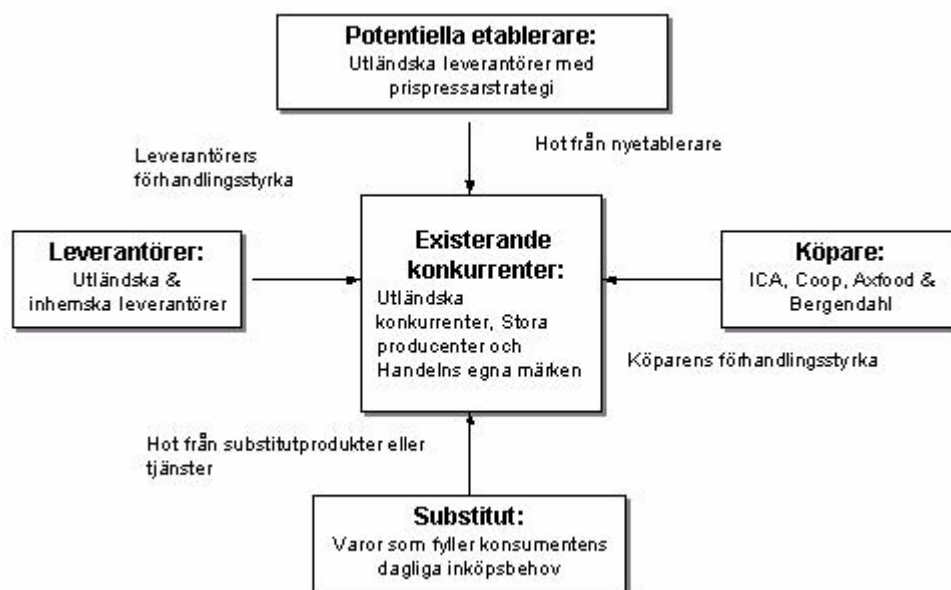 Potentiella etablerare:
Utländska leverantörer med
prispressarstrategi
Hot från nyetablerare
Leverantörers
förhandlingsstyrka
Leverantörer:
Utländska &
inhemska leverantörer
Existerande
konkurrenter:
Utländska
konkurrenter, Stora
producenter och
Handelns egna märken
Köpare:
ICA, Coop, Axfood &
Bergendahl
Köparens förhandlingsstyrka
Hot från substitutprodukter eller
tjänster
Substitut:
Varor som fyller konsumentens
dagliga inköpsbehov